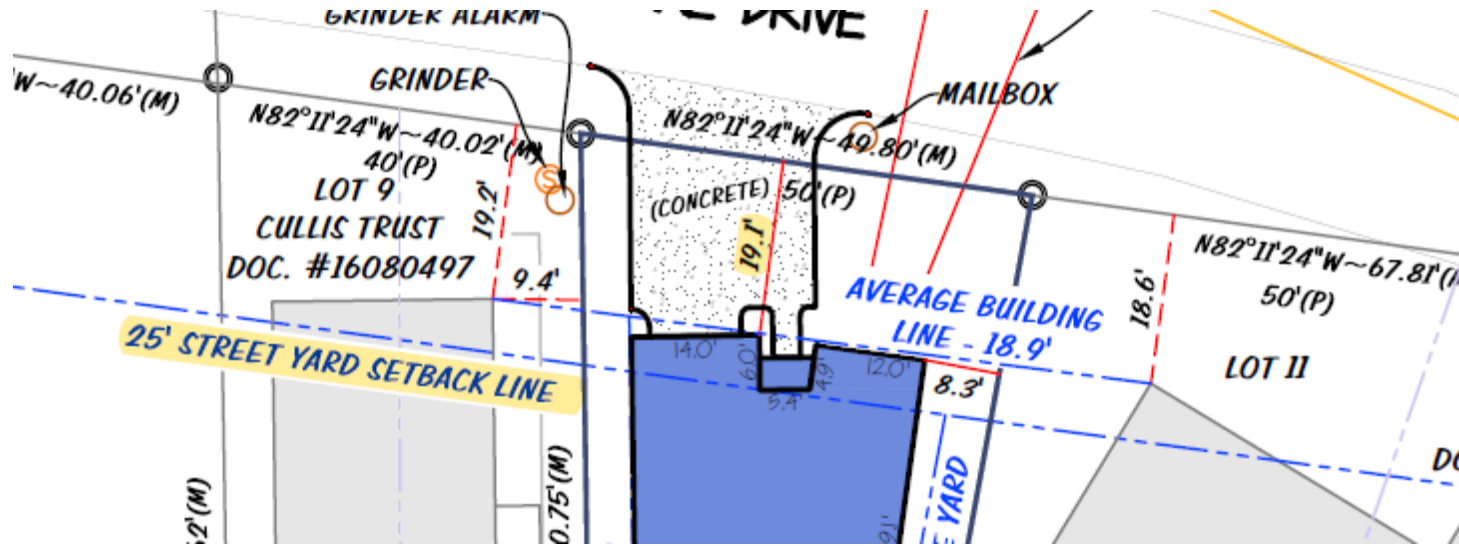 GRINDER ALARM
DRIVE
GRINDER
MAILBOX
W~40.06'(M)
N82°11'24"W~40.02'(M)
40'(P)
LOT 9
CULLIS TRUST
DOC. #16080497
19.2'
9.4'
N82°11'24"W~49.80'(M)
50'(P)
(CONCRETE)
19.1'
AVERAGE BUILDING
LINE - 18.9'
18.6'
N82°11'24"W~67.81'(M
50'(P)
LOT 11
25' STREET YARD SETBACK LINE
14.0'
6.0'
5.4'
4.9'
12.0'
8.3'
0.75'(M)
52'(M)
YARD
S